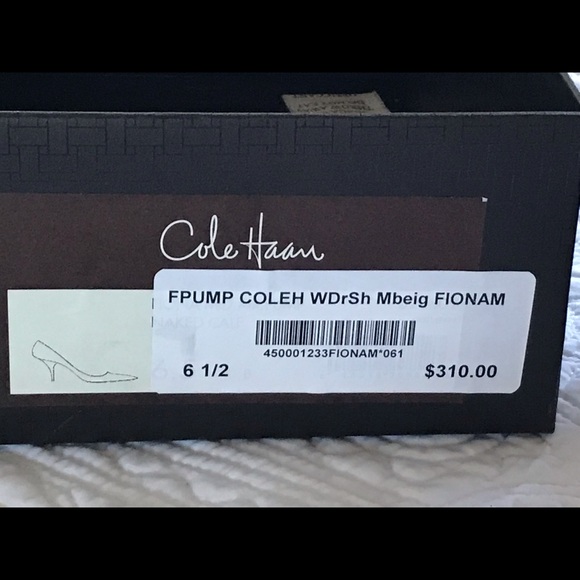 Cole Haan
FPUMP COLEH WDrSh Mbeig FIONAM
450001233FIONAM*061
6 1/2
$310.00